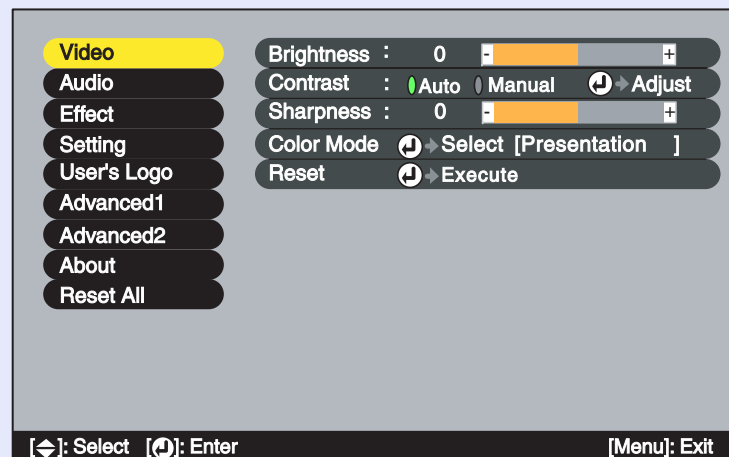 Video
Audio
Effect
Setting
User's Logo
Advanced1
Advanced2
About
Reset All
Brightness : 0 - +
Contrast : Auto Manual Adjust
Sharpness : 0 - +
Color Mode Select [Presentation ]
Reset Execute
[ ]: Select [ ]: Enter [Menu]: Exit